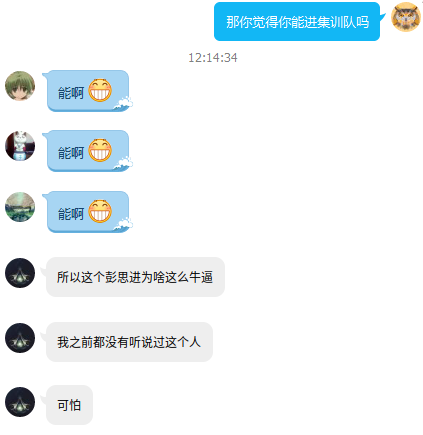 那你觉得你能进集训队吗
12:14:34
能啊
能啊
能啊
所以这个彭思进为啥这么牛逼
我之前都没有听说过这个人
可怕